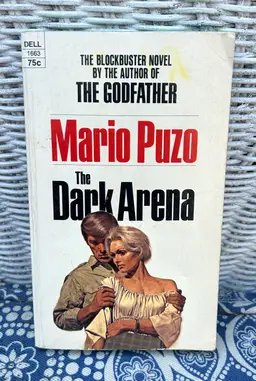 DELL
1663
75c
THE BLOCKBUSTER NOVEL
BY THE AUTHOR OF
THE GODFATHER
Mario Puzo
The
Dark Arena